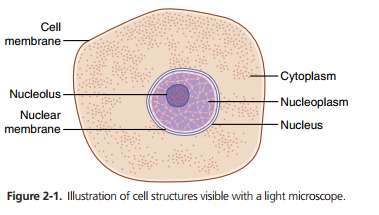 Cell
membrane
Nucleolus
Nuclear
membrane
Cytoplasm
Nucleoplasm
Nucleus
Figure 2-1. Illustration of cell structures visible with a light microscope.